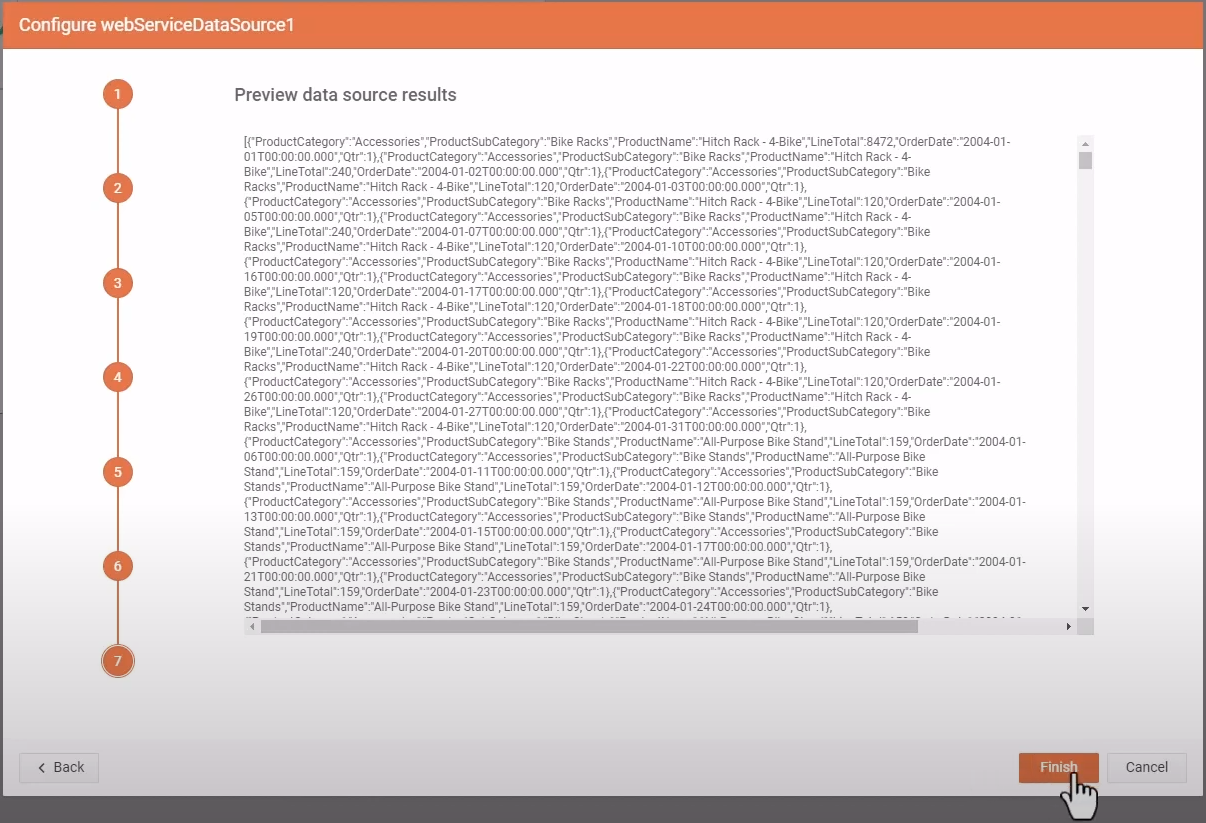 Configure webServiceDataSource1
1
Preview data source results
[{"ProductCategory":"Accessories","ProductSubCategory":"Bike Racks","ProductName":"Hitch Rack - 4-Bike","LineTotal":8472,"OrderDate":"2004-01-
01T00:00:00.000","Qtr":1},{"ProductCategory":"Accessories","ProductSubCategory":"Bike Racks","ProductName":"Hitch Rack - 4-
Bike","LineTotal":240,"OrderDate":"2004-01-02T00:00:00.000","Qtr":1},{"ProductCategory":"Accessories","ProductSubCategory":"Bike
2
Racks","ProductName":"Hitch Rack - 4-Bike","LineTotal":120,"OrderDate":"2004-01-03T00:00:00.000","Qtr":1},
{"ProductCategory":"Accessories","ProductSubCategory":"Bike Racks","ProductName":"Hitch Rack - 4-Bike","LineTotal":120,"OrderDate":"2004-01-
05T00:00:00.000","Qtr":1},{"ProductCategory":"Accessories","ProductSubCategory":"Bike Racks","ProductName":"Hitch Rack - 4-
Bike","LineTotal":240,"OrderDate":"2004-01-07T00:00:00.000","Qtr":1},{"ProductCategory":"Accessories","ProductSubCategory":"Bike
Racks","ProductName":"Hitch Rack - 4-Bike","LineTotal":120,"OrderDate":"2004-01-10T00:00:00.000","Qtr":1},
{"ProductCategory":"Accessories","ProductSubCategory":"Bike Racks","ProductName":"Hitch Rack - 4-Bike","LineTotal":120,"OrderDate":"2004-01-
16T00:00:00.000","Qtr":1},{"ProductCategory":"Accessories","ProductSubCategory":"Bike Racks","ProductName":"Hitch Rack - 4-
3
Bike","LineTotal":120,"OrderDate":"2004-01-17T00:00:00.000","Qtr":1},{"ProductCategory":"Accessories","ProductSubCategory":"Bike
Racks","ProductName":"Hitch Rack - 4-Bike","LineTotal":120,"OrderDate":"2004-01-18T00:00:00.000","Qtr":1},
{"ProductCategory":"Accessories","ProductSubCategory":"Bike Racks","ProductName":"Hitch Rack - 4-Bike","LineTotal":120,"OrderDate":"2004-01-
19T00:00:00.000","Qtr":1},{"ProductCategory":"Accessories","ProductSubCategory":"Bike Racks","ProductName":"Hitch Rack - 4-
Bike","LineTotal":240,"OrderDate":"2004-01-20T00:00:00.000","Qtr":1},{"ProductCategory":"Accessories","ProductSubCategory":"Bike
Racks","ProductName":"Hitch Rack - 4-Bike","LineTotal":120,"OrderDate":"2004-01-22T00:00:00.000","Qtr":1},
4
{"ProductCategory":"Accessories","ProductSubCategory":"Bike Racks","ProductName":"Hitch Rack - 4-Bike","LineTotal":120,"OrderDate":"2004-01-
26T00:00:00.000","Qtr":1},{"ProductCategory":"Accessories","ProductSubCategory":"Bike Racks","ProductName":"Hitch Rack - 4-
Bike","LineTotal":120,"OrderDate":"2004-01-27T00:00:00.000","Qtr":1},{"ProductCategory":"Accessories","ProductSubCategory":"Bike
Racks","ProductName":"Hitch Rack - 4-Bike","LineTotal":120,"OrderDate":"2004-01-31T00:00:00.000","Qtr":1},
{"ProductCategory":"Accessories","ProductSubCategory":"Bike Stands","ProductName":"All-Purpose Bike Stand","LineTotal":159,"OrderDate":"2004-01-
06T00:00:00.000","Qtr":1},{"ProductCategory":"Accessories","ProductSubCategory":"Bike Stands","ProductName":"All-Purpose Bike
5
Stand","LineTotal":159,"OrderDate":"2004-01-11T00:00:00.000","Qtr":1},{"ProductCategory":"Accessories","ProductSubCategory":"Bike
Stands","ProductName":"All-Purpose Bike Stand","LineTotal":159,"OrderDate":"2004-01-12T00:00:00.000","Qtr":1},
{"ProductCategory":"Accessories","ProductSubCategory":"Bike Stands","ProductName":"All-Purpose Bike Stand","LineTotal":159,"OrderDate":"2004-01-
13T00:00:00.000","Qtr":1},{"ProductCategory":"Accessories","ProductSubCategory":"Bike Stands","ProductName":"All-Purpose Bike
Stand","LineTotal":159,"OrderDate":"2004-01-15T00:00:00.000","Qtr":1},{"ProductCategory":"Accessories","ProductSubCategory":"Bike
Stands","ProductName":"All-Purpose Bike Stand","LineTotal":159,"OrderDate":"2004-01-17T00:00:00.000","Qtr":1},
6
{"ProductCategory":"Accessories","ProductSubCategory":"Bike Stands","ProductName":"All-Purpose Bike Stand","LineTotal":159,"OrderDate":"2004-01-
21T00:00:00.000","Qtr":1},{"ProductCategory":"Accessories","ProductSubCategory":"Bike Stands","ProductName":"All-Purpose Bike
Stand","LineTotal":159,"OrderDate":"2004-01-23T00:00:00.000","Qtr":1},{"ProductCategory":"Accessories","ProductSubCategory":"Bike
Stands","ProductName":"All-Purpose Bike Stand","LineTotal":159,"OrderDate":"2004-01-24T00:00:00.000","Qtr":1},
7
Back
Finish
Cancel